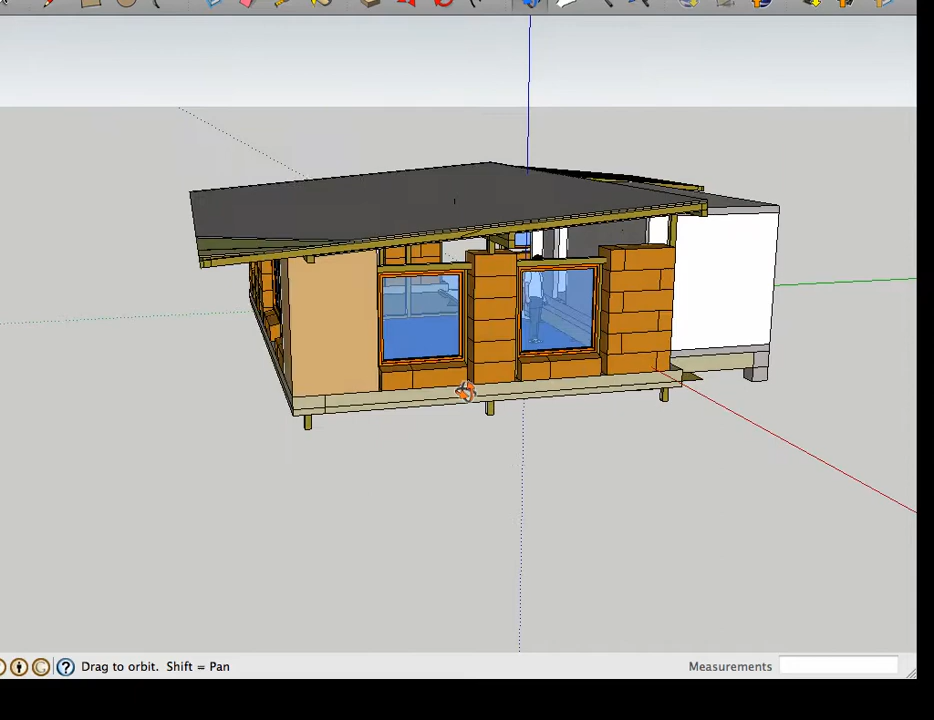 Drag to orbit. Shift = Pan
Measurements